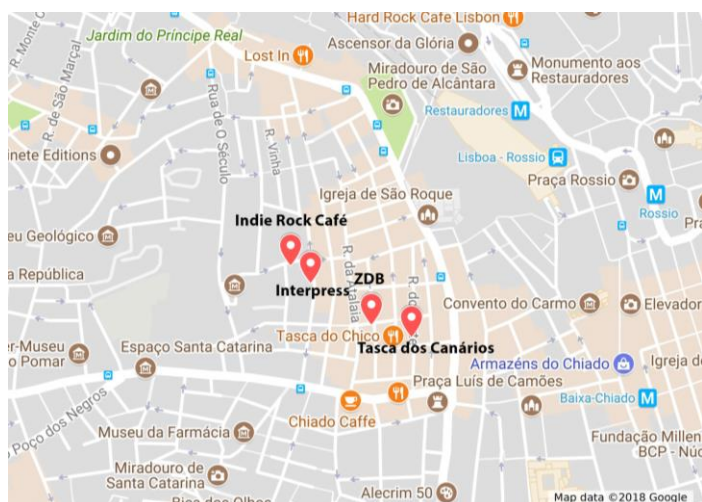 Hard Rock Cafe Lisbon
R. Monte C
Jardim do Príncipe Real
Lost In
Ascensor da Glória
Monumento aos
Restauradores
R. de São Marçal
Miradouro de São
Pedro de Alcântara
Rua de O Século
Restauradores
R. Vinha
inete Editions
Lisboa - Rossio
Praça Rossio
Igreja de São Roque
Rossio
Pra
Indie Rock Café
eu Geológico
a República
Interpress
ZDB
R. da Atalaia
R. do
Convento do Carmo
Elevador
Tasca do Chico
Tasca dos Canários
er-Museu
o Pomar
Espaço Santa Catarina
Armazéns do Chiado
Igreja
Praça Luís de Camões
Baixa-Chiado
Chiado Caffe
o Poço dos Negros
Museu da Farmácia
Fundação Millen
BCP - Núc
Miradouro de
Santa Catarina
Alecrim 50
Map data ©2018 Google